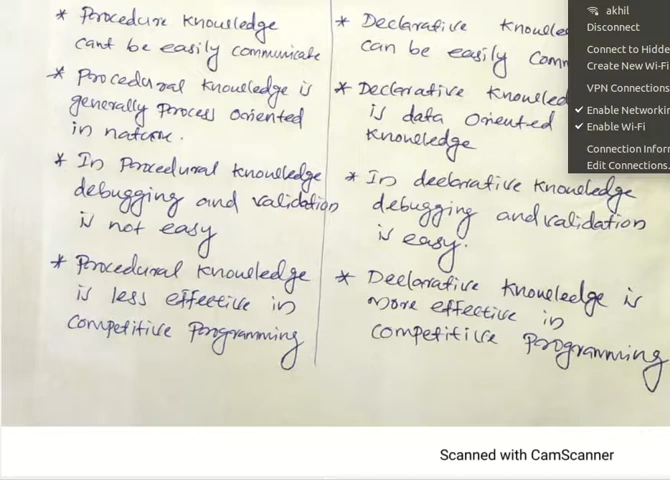 * Procedure Knowledge
cant be easily communicate
* Procedural Knowledge is
generally Process Oriented
in nature.
* In Procedural Knowledge
debugging and validation
is not easy
* Procedural Knowledge
is less effective in
Competitive Programming
* Declarative
can be easily
* Declarative
is data Oriented
Knowledge
* In declarative Knowledge
debugging and validation
is easy.
* Declarative Knowledge is
more effective in
competitive Programming
akhil
Disconnect
Connect to Hidde
Create New Wi-Fi
VPN Connections
✓ Enable Networkin
✓ Enable Wi-Fi
Connection Infor
Edit Connections.
Scanned with CamScanner